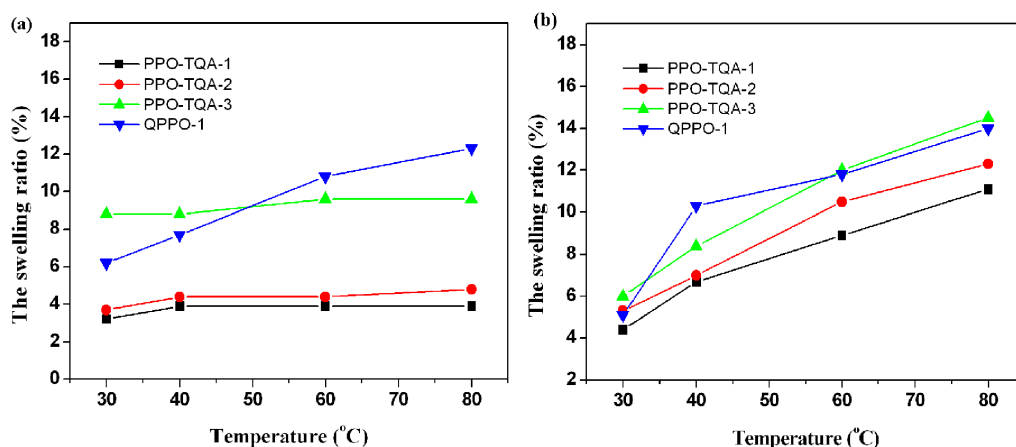 (a)
PPO-TQA-1
PPO-TQA-2
PPO-TQA-3
QPPO-1
The swelling ratio (%)
18
16
14
12
10
8
6
4
2
0
30 40 50 60 70 80
Temperature (°C)
(b)
PPO-TQA-1
PPO-TQA-2
PPO-TQA-3
QPPO-1
The swelling ratio (%)
18
16
14
12
10
8
6
4
2
30 40 50 60 70 80
Temperature (°C)